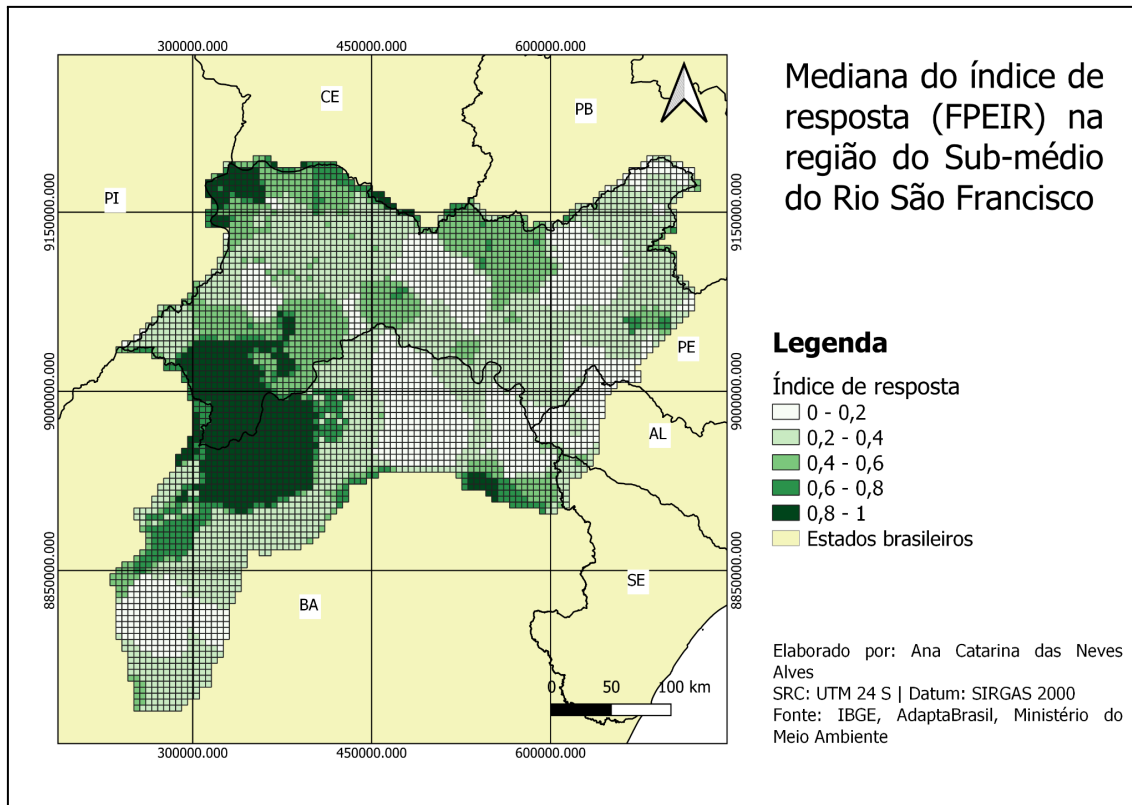 Mediana do índice de
resposta (FPEIR) na
região do Sub-médio
do Rio São Francisco
300000.000
450000.000
600000.000
CE
PB
PI
9150000.000
9150000.000
PE
9000000.000
9000000.000
AL
8850000.000
8850000.000
SE
BA
0
50
100 km
300000.000
450000.000
600000.000
Legenda
Índice de resposta
0 - 0,2
0,2 - 0,4
0,4 - 0,6
0,6 - 0,8
0,8 - 1
Estados brasileiros
Elaborado por: Ana Catarina das Neves
Alves
SRC: UTM 24 S | Datum: SIRGAS 2000
Fonte: IBGE, AdaptaBrasil, Ministério do
Meio Ambiente